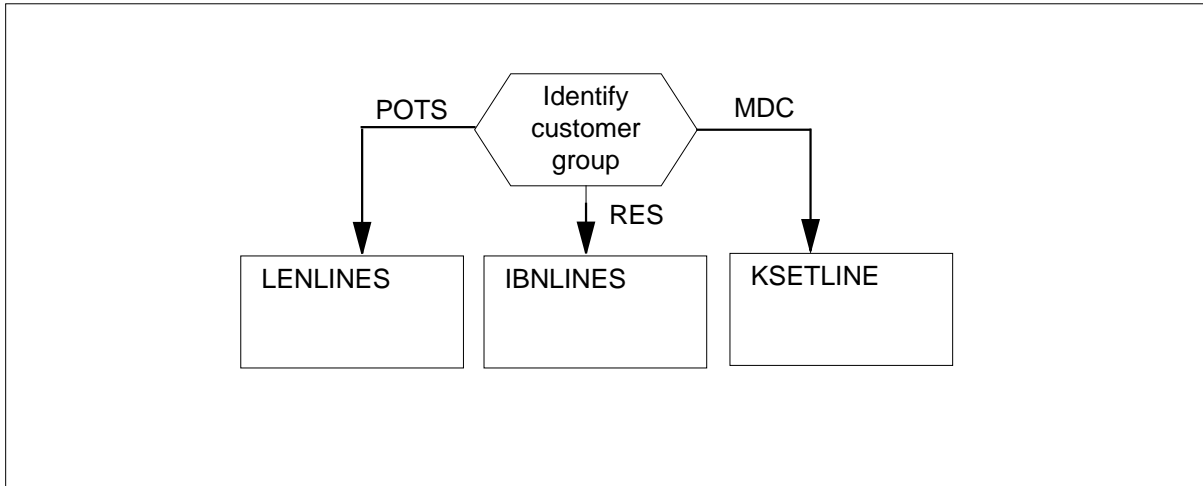 POTS
Identify
customer
group
MDC
RES
LENLINES
IBNLINES
KSETLINE